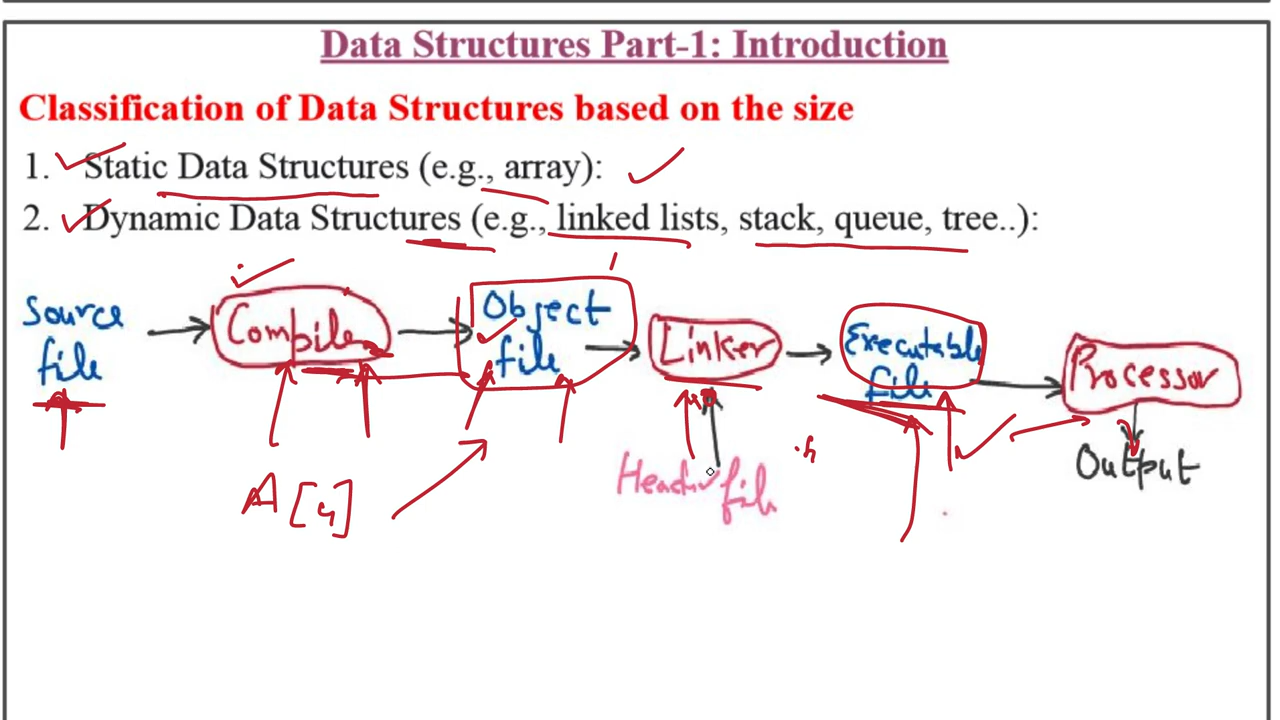 Data Structures Part-1: Introduction
Classification of Data Structures based on the size
1. Static Data Structures (e.g., array):
2. Dynamic Data Structures (e.g., linked lists, stack, queue, tree..):
Source file
Compiler
Object file
Linker
Executable file
Processor
Header file
.h
Output
A[4]